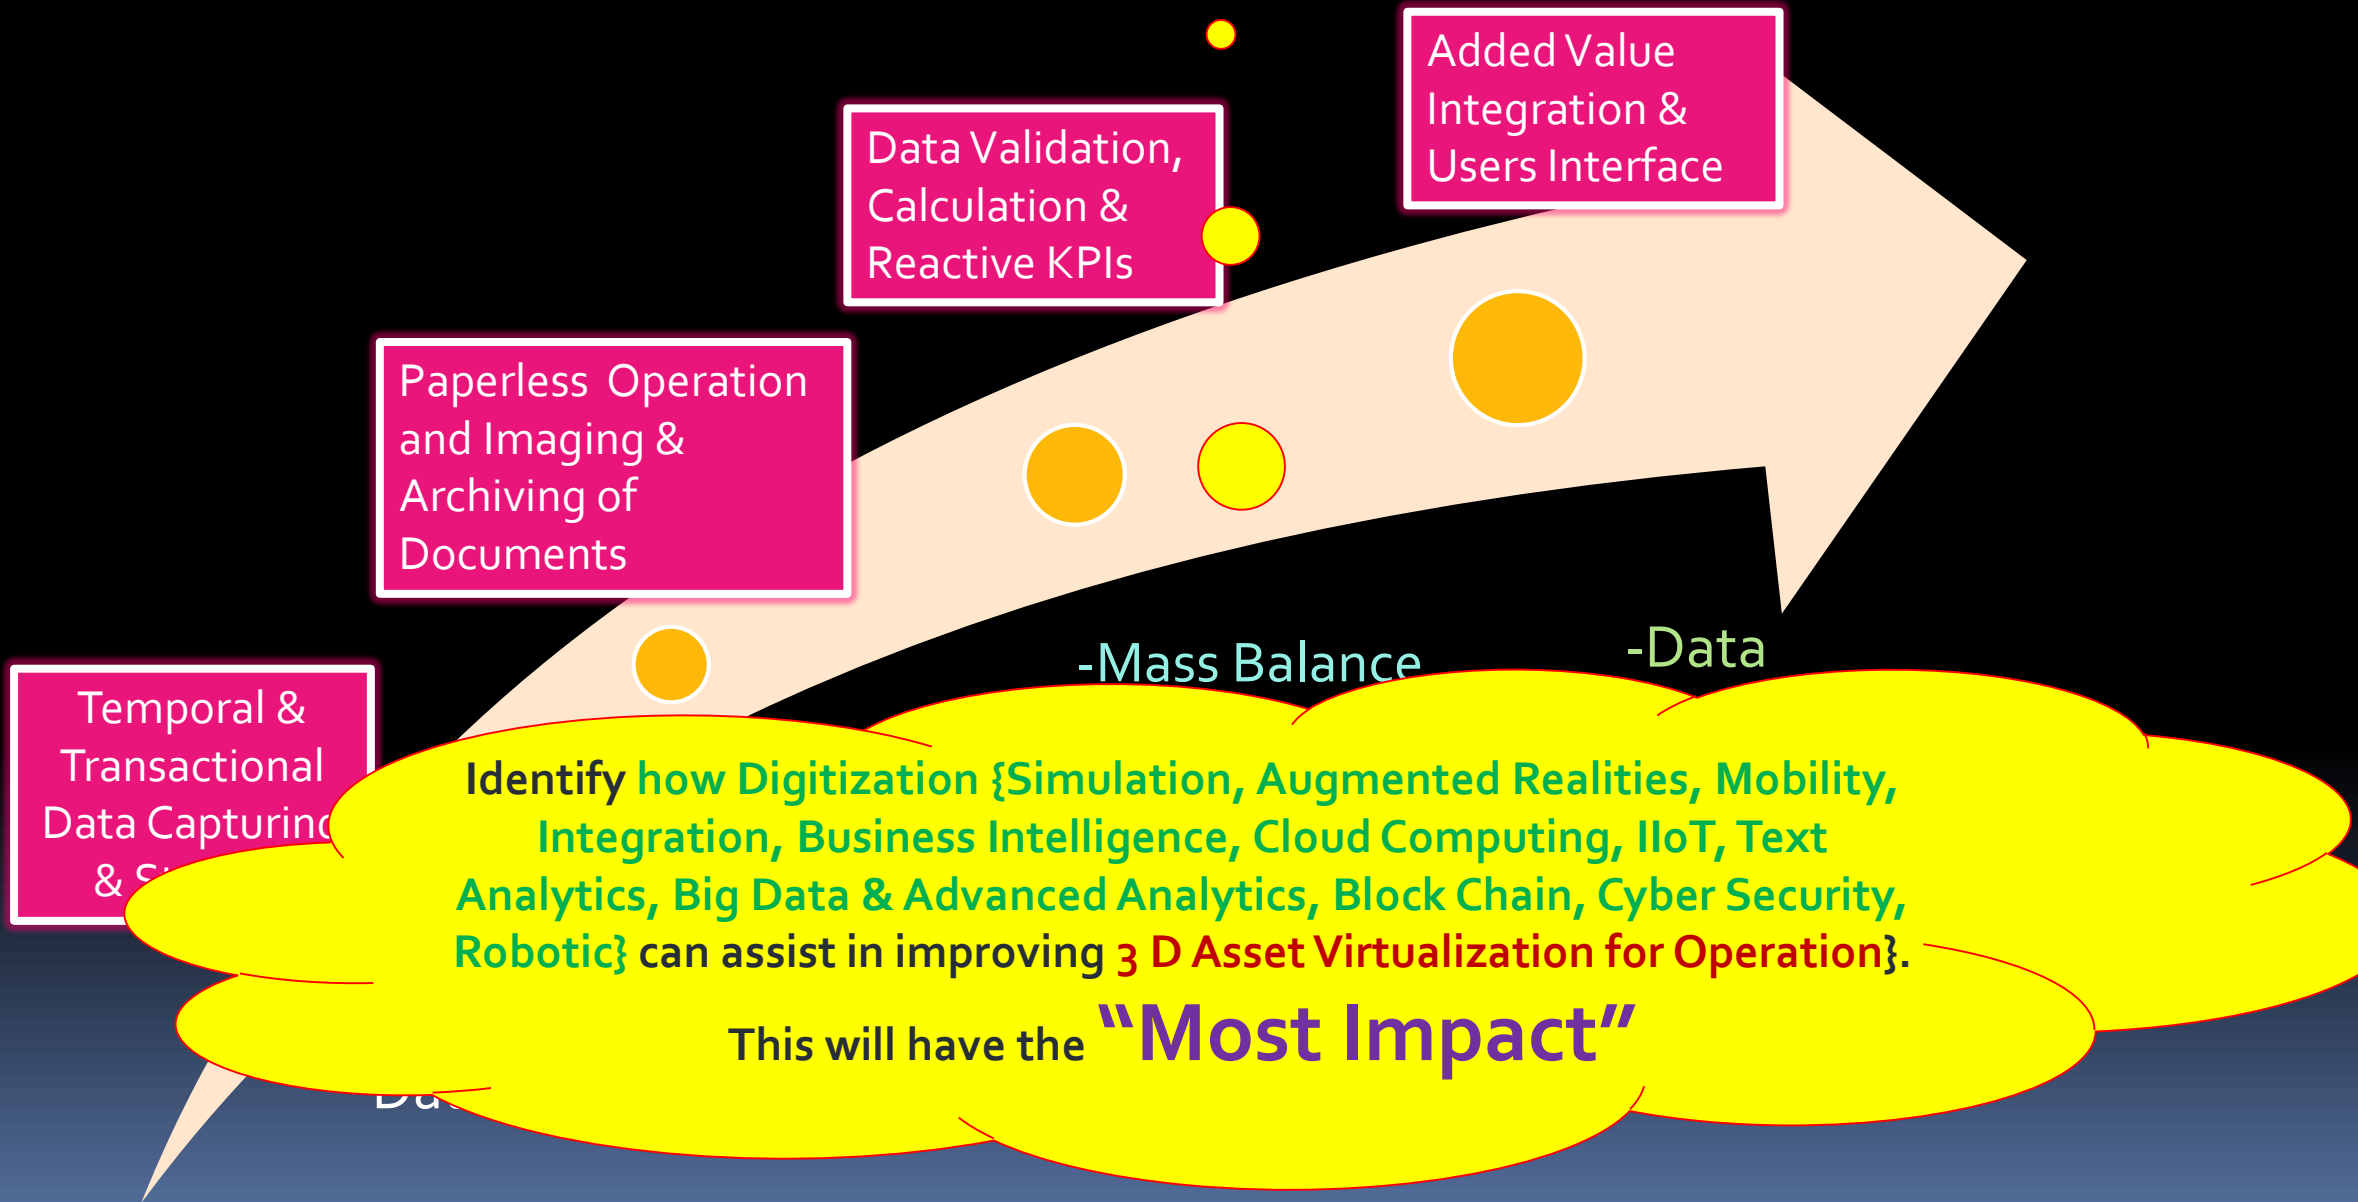 Added Value
Integration &
Users Interface
Data Validation,
Calculation &
Reactive KPIs
Paperless Operation
and Imaging &
Archiving of
Documents
Temporal &
Transactional
Data Capturing
&
-Mass Balance
-Data
Identify how Digitization {Simulation, Augmented Realities, Mobility,
Integration, Business Intelligence, Cloud Computing, IIoT, Text
Analytics, Big Data & Advanced Analytics, Block Chain, Cyber Security,
Robotic} can assist in improving 3 D Asset Virtualization for Operation}.
This will have the “Most Impact”